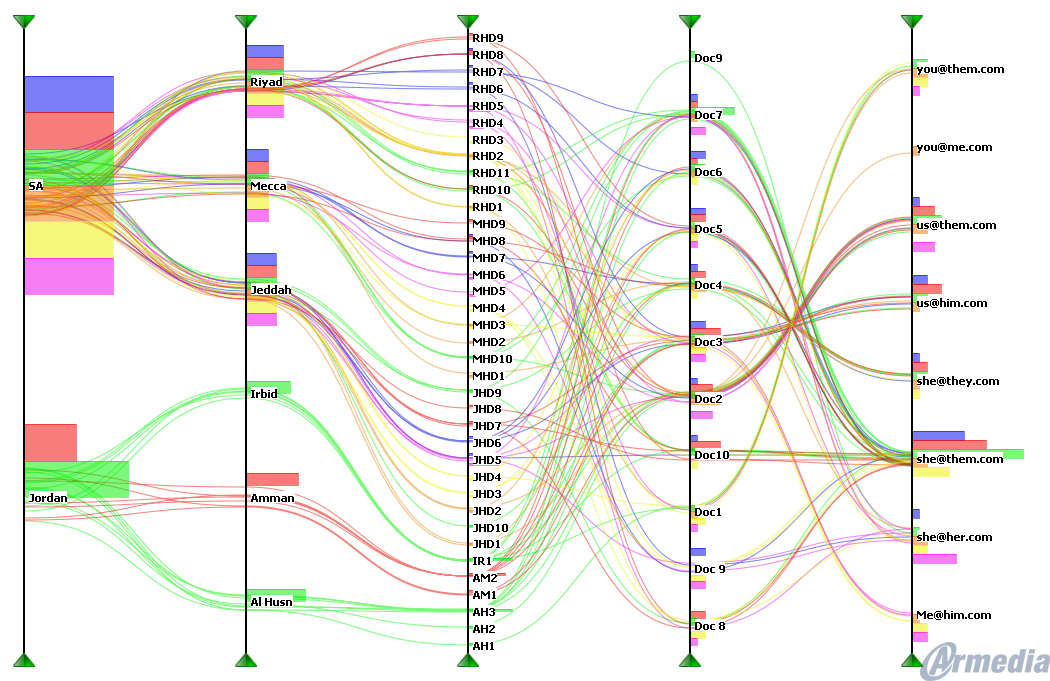 SA
Jordan
Riyad
Mecca
Jeddah
Irbid
Amman
Al Husn
RHD9
RHD8
RHD7
RHD6
RHD5
RHD4
RHD3
RHD2
RHD11
RHD10
RHD1
MHD9
MHD8
MHD7
MHD6
MHD5
MHD4
MHD3
MHD2
MHD10
MHD1
JHD9
JHD8
JHD7
JHD6
JHD5
JHD4
JHD3
JHD2
JHD10
JHD1
IR1
AM2
AM1
AH3
AH2
AH1
Doc9
Doc7
Doc6
Doc5
Doc4
Doc3
Doc2
Doc10
Doc1
Doc 9
Doc 8
you@them.com
you@me.com
us@them.com
us@him.com
she@they.com
she@them.com
she@her.com
Me@him.com
Armedia